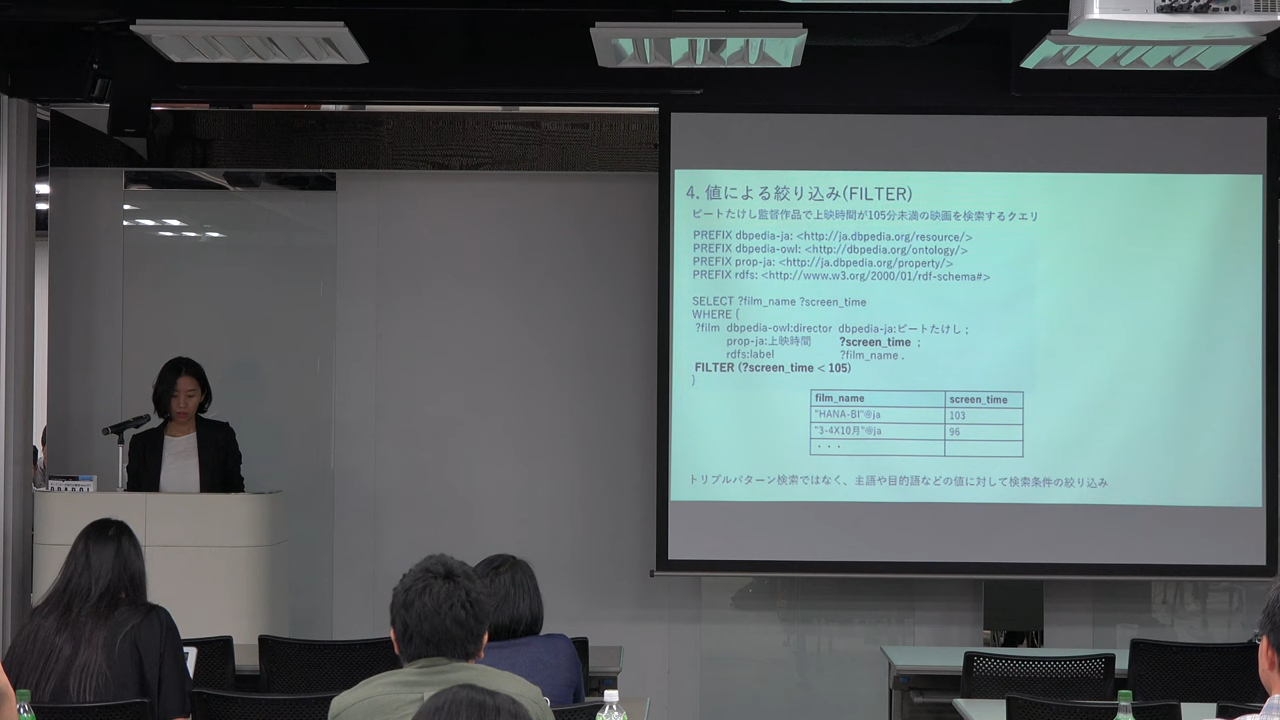 4. 値による絞り込み(FILTER)
ビートたけし監督作品で上映時間が105分未満の映画を検索するクエリ
PREFIX dbpedia-ja: <http://ja.dbpedia.org/resource/>
PREFIX dbpedia-owl: <http://dbpedia.org/ontology/>
PREFIX prop-ja: <http://ja.dbpedia.org/property/>
PREFIX rdfs: <http://www.w3.org/2000/01/rdf-schema#>
SELECT ?film_name ?screen_time
WHERE {
?film dbpedia-owl:director dbpedia-ja:ビートたけし ;
prop-ja:上映時間 ?screen_time ;
rdfs:label ?film_name .
FILTER (?screen_time < 105)
}
film_name screen_time
"HANA-BI"@ja 103
"3-4X10月"@ja 96
・・・
トリプルパターン検索ではなく、主語や目的語などの値に対して検索条件の絞り込み